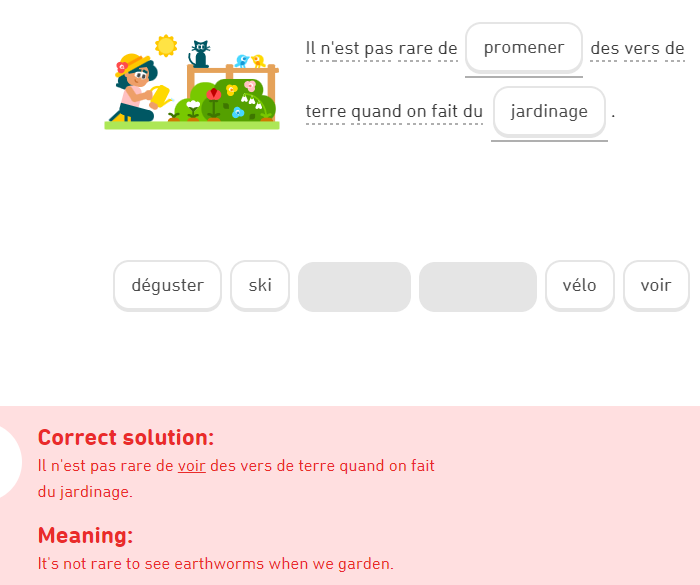 Il n'est pas rare de promener des vers de
terre quand on fait du jardinage .
déguster ski vélo voir
Correct solution:
Il n'est pas rare de voir des vers de terre quand on fait
du jardinage.
Meaning:
It's not rare to see earthworms when we garden.